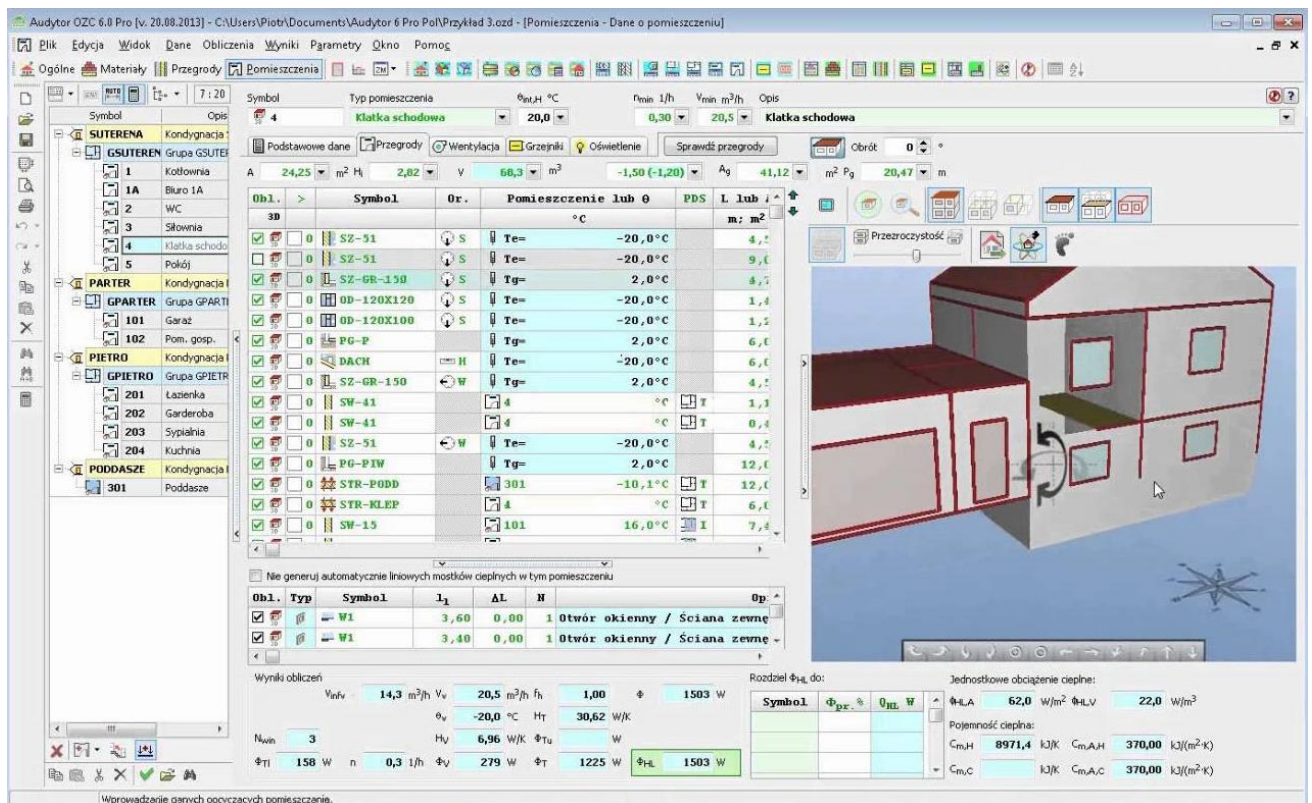 Audytor OZC 6.0 Pro [v. 20.08.2013] - C:\Users\Piotr\Documents\Audytor 6 Pro Pol\Przykład 3.ozd - [Pomieszczenia - Dane o pomieszczeniu]
Plik Edycja Widok Dane Obliczenia Wyniki Parametry Okno Pomoc
Ogólne Materiały Przegrody Pomieszczenia
7 : 20
Symbol Typ pomieszczenia θint,H °C nmin 1/h Vmin m³/h Opis
4 Klatka schodowa 20,0 0,30 20,5 Klatka schodowa
Symbol Opis
SUTERENA Kondygnacja
GSUTEREN Grupa GSUTE
1 Kotłownia
1A Biuro 1A
2 WC
3 Siłownia
4 Klatka schodo
5 Pokój
PARTER Kondygnacja
GPARTER Grupa GPARTI
101 Garaż
102 Pom. gosp.
PIETRO Kondygnacja
GPIETRO Grupa GPIETR
201 Łazienka
202 Garderoba
203 Sypialnia
204 Kuchnia
PODDASZE Kondygnacja
301 Poddasze
Podstawowe dane Przegrody Wentylacja Grzejniki Oświetlenie Sprawdź przegrody
Obrót 0 °
A 24,25 m² Hi 2,82 V 68,3 m³ -1,50 (-1,20) Ag 41,12 m² Pg 20,47 m
Obl. > Symbol Or. Pomieszczenie lub θ PDS L lub
3D °C m; m²
0 SZ-51 S Te= -20,0°C
0 SZ-51 S Te= -20,0°C
0 SZ-GR-150 S Tg= 2,0°C
0 OD-120X120 S Te= -20,0°C
0 OD-120X100 S Te= -20,0°C
0 PG-P Tg= 2,0°C
0 DACH H Te= -20,0°C
0 SZ-GR-150 W Tg= 2,0°C
0 SW-41 4 °C T
0 SW-41 4 °C T
0 SZ-51 W Te= -20,0°C
0 PG-PIW Tg= 2,0°C
0 STR-PODD 301 -10,1°C T
0 STR-KLEP 4 °C T
0 SW-15 101 16,0°C I
Przezroczystość
Nie generuj automatycznie liniowych mostków cieplnych w tym pomieszczeniu
Obl. Typ Symbol l₁ ΔL N Op
W1 3,60 0,00 1 Otwór okienny / Ściana zewnę
W1 3,40 0,00 1 Otwór okienny / Ściana zewnę
Wyniki obliczeń
Vinfv 14,3 m³/h Vv 20,5 m³/h fh 1,00 Φ 1503 W
θv -20,0 °C HT 30,62 W/K
Nwin 3 Hv 6,96 W/K ΦTu W
ΦTI 158 W n 0,3 1/h Φv 279 W ΦT 1225 W ΦHL 1503 W
Rozdziel ΦHL do:
Symbol Φpr. % QHL W
Jednostkowe obciążenie cieplne:
ΦHL,A 62,0 W/m² ΦHL,V 22,0 W/m³
Pojemność cieplna:
Cm,H 8971,4 kJ/K Cm,A,H 370,00 kJ/(m²·K)
Cm,C kJ/K Cm,A,C 370,00 kJ/(m²·K)
Wprowadzanie danych dotyczących pomieszczenia.